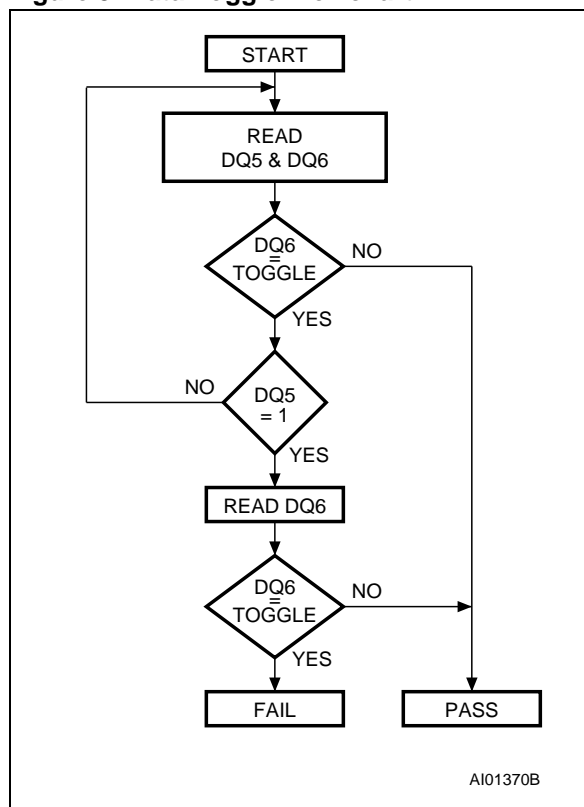 START
READ
DQ5 & DQ6
DQ6
=
TOGGLE
NO
YES
NO
DQ5
= 1
YES
READ DQ6
DQ6
=
TOGGLE
NO
YES
FAIL
PASS
AI01370B